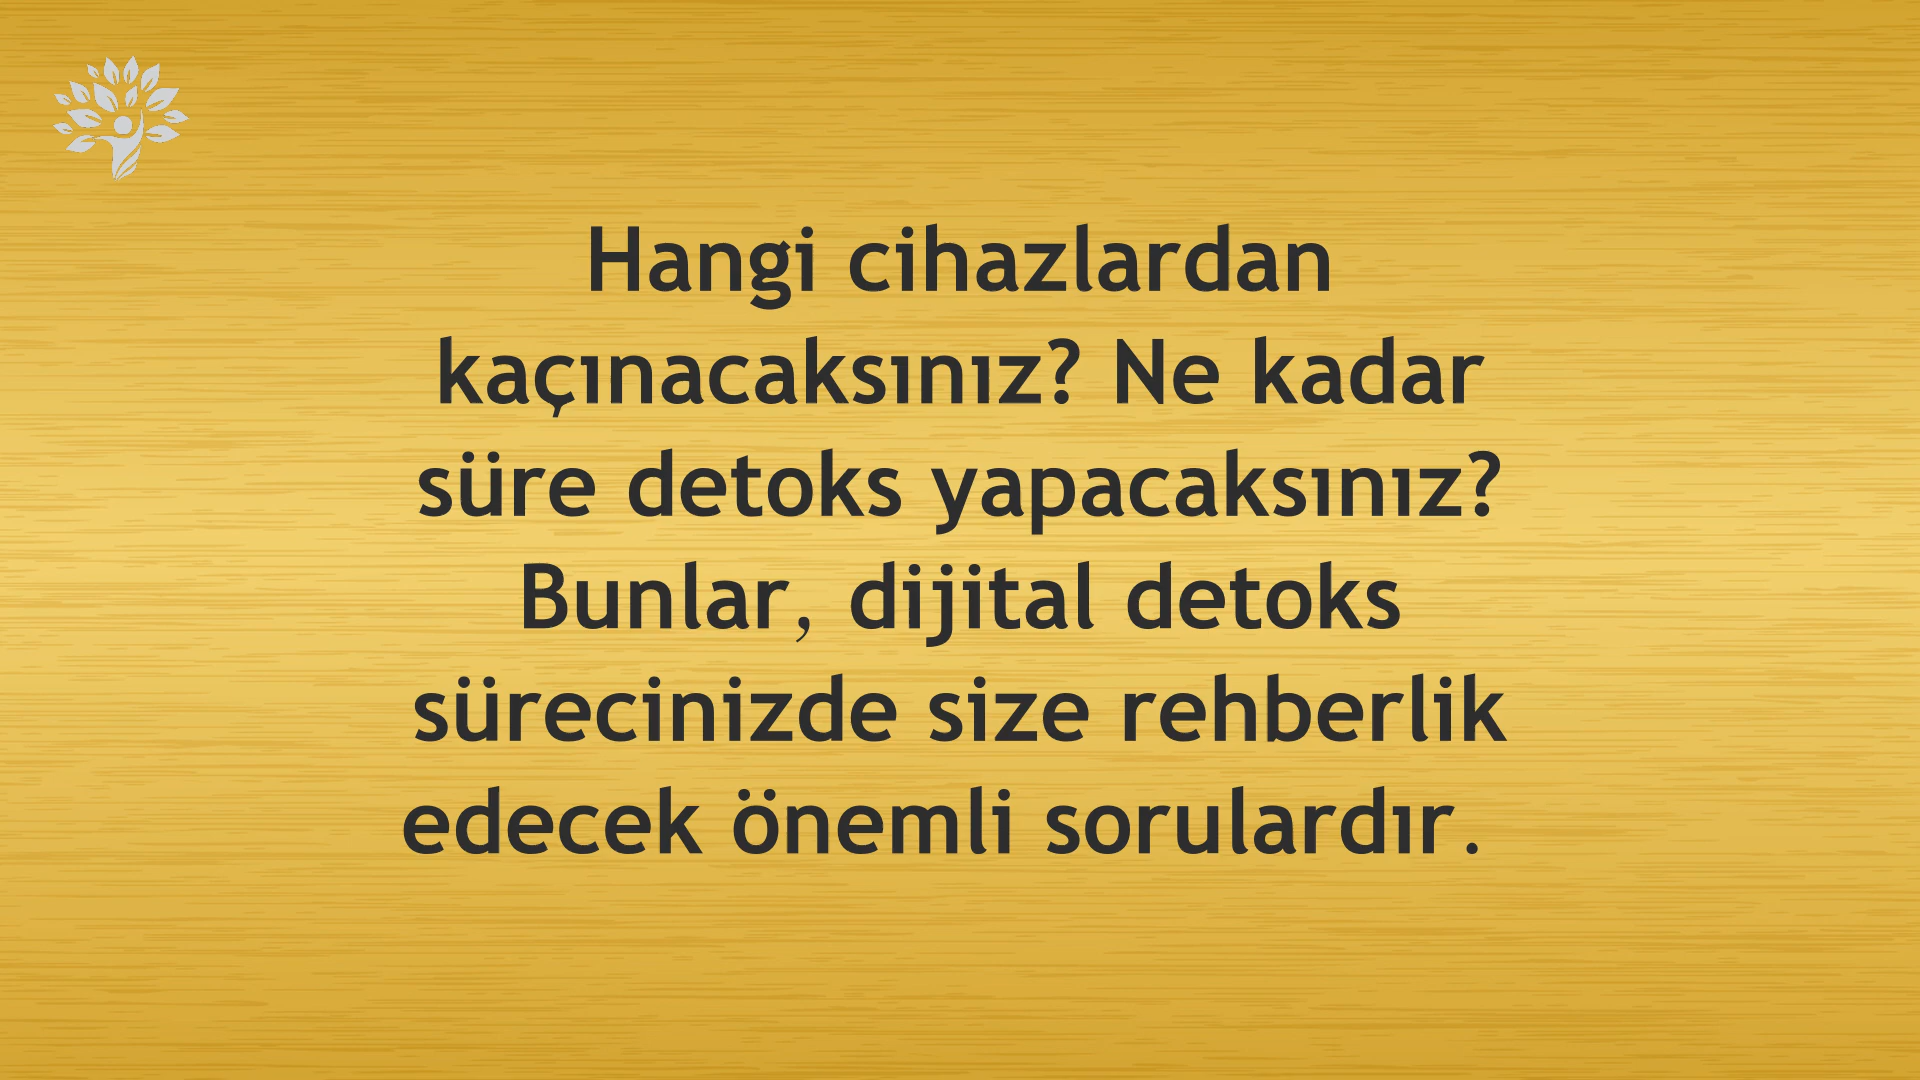 Hangi cihazlardan
kaçınacaksınız? Ne kadar
süre detoks yapacaksınız?
Bunlar, dijital detoks
sürecinizde size rehberlik
edecek önemli sorulardır.